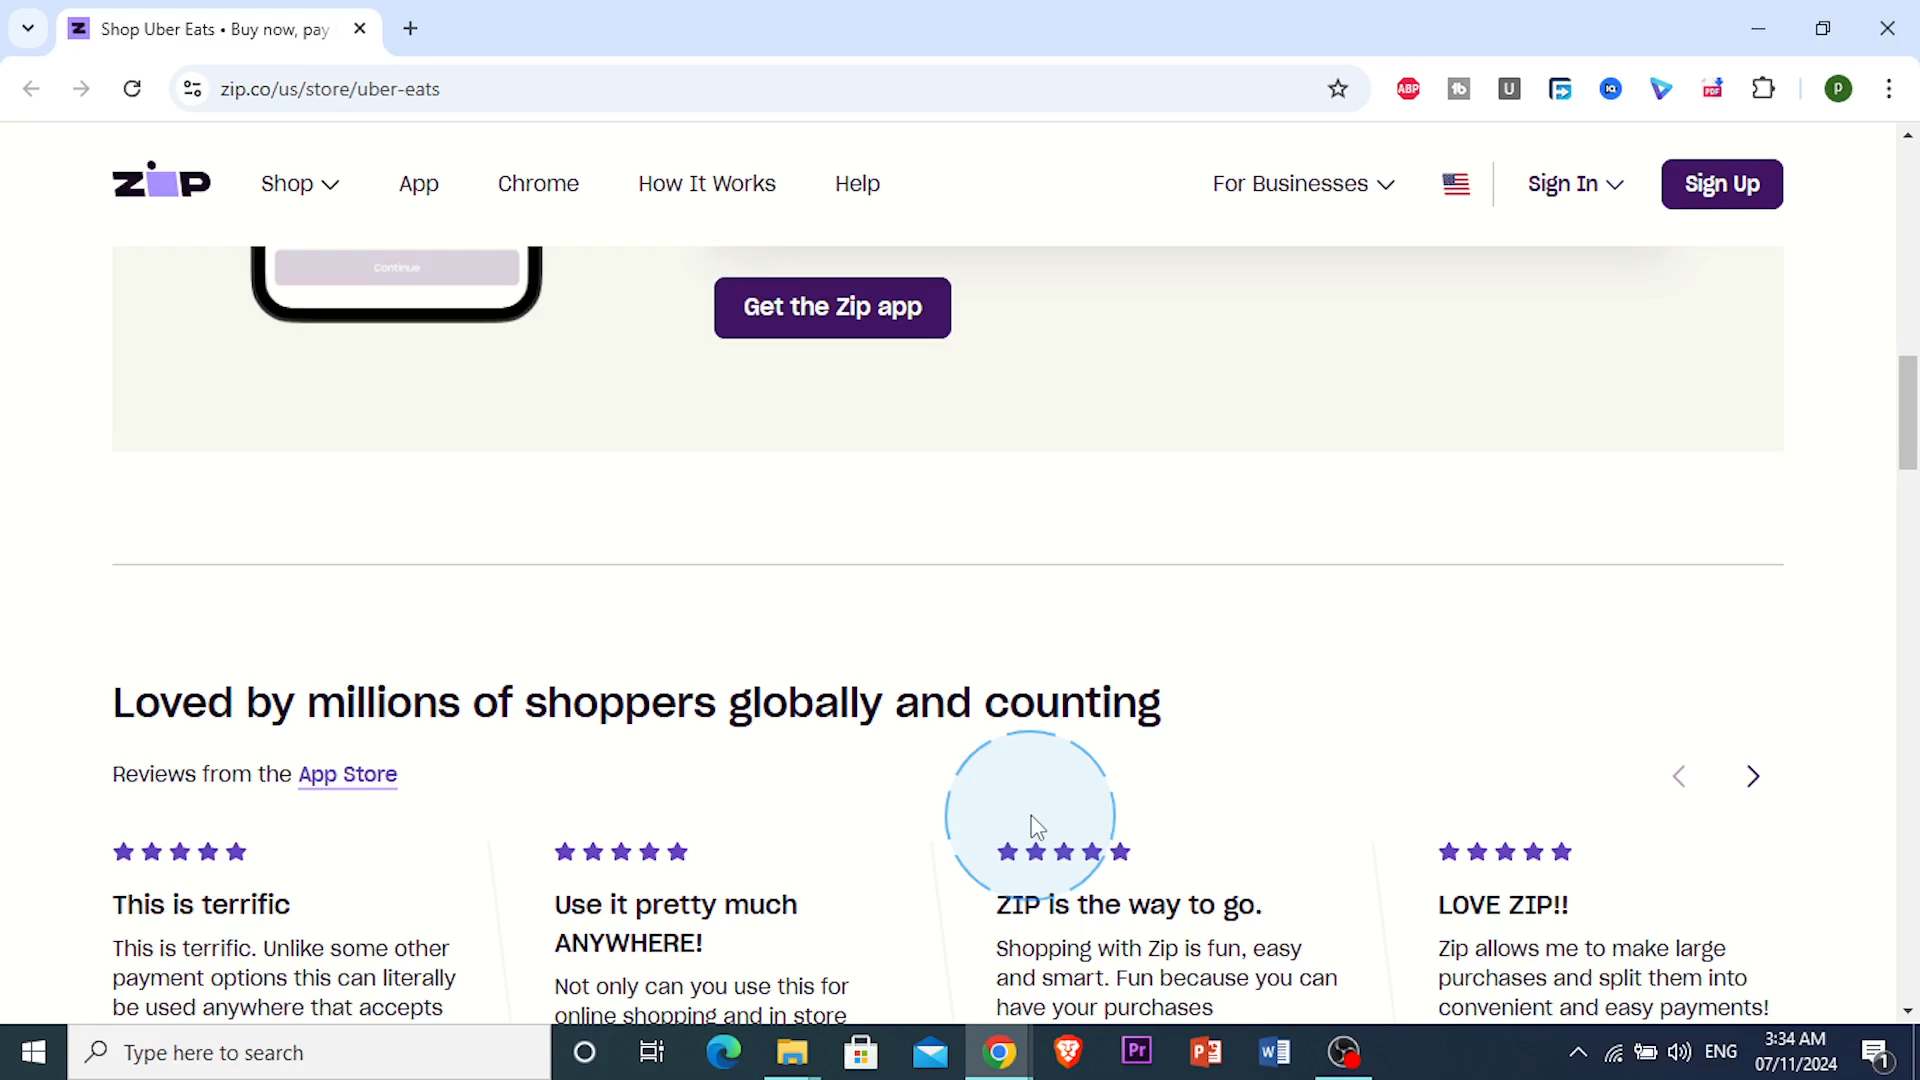 Shop Uber Eats • Buy now, pay
zip.co/us/store/uber-eats
ABP
tb
U
IQ
PDF
P
zip
Shop
App
Chrome
How It Works
Help
For Businesses
Sign In
Sign Up
Continue
Get the Zip app
Loved by millions of shoppers globally and counting
Reviews from the App Store
This is terrific
This is terrific. Unlike some other
payment options this can literally
be used anywhere that accepts
Use it pretty much
ANYWHERE!
Not only can you use this for
online shopping and in store
ZIP is the way to go.
Shopping with Zip is fun, easy
and smart. Fun because you can
have your purchases
LOVE ZIP!!
Zip allows me to make large
purchases and split them into
convenient and easy payments!
Type here to search
Pr
P
W
ENG
3:34 AM
07/11/2024
1